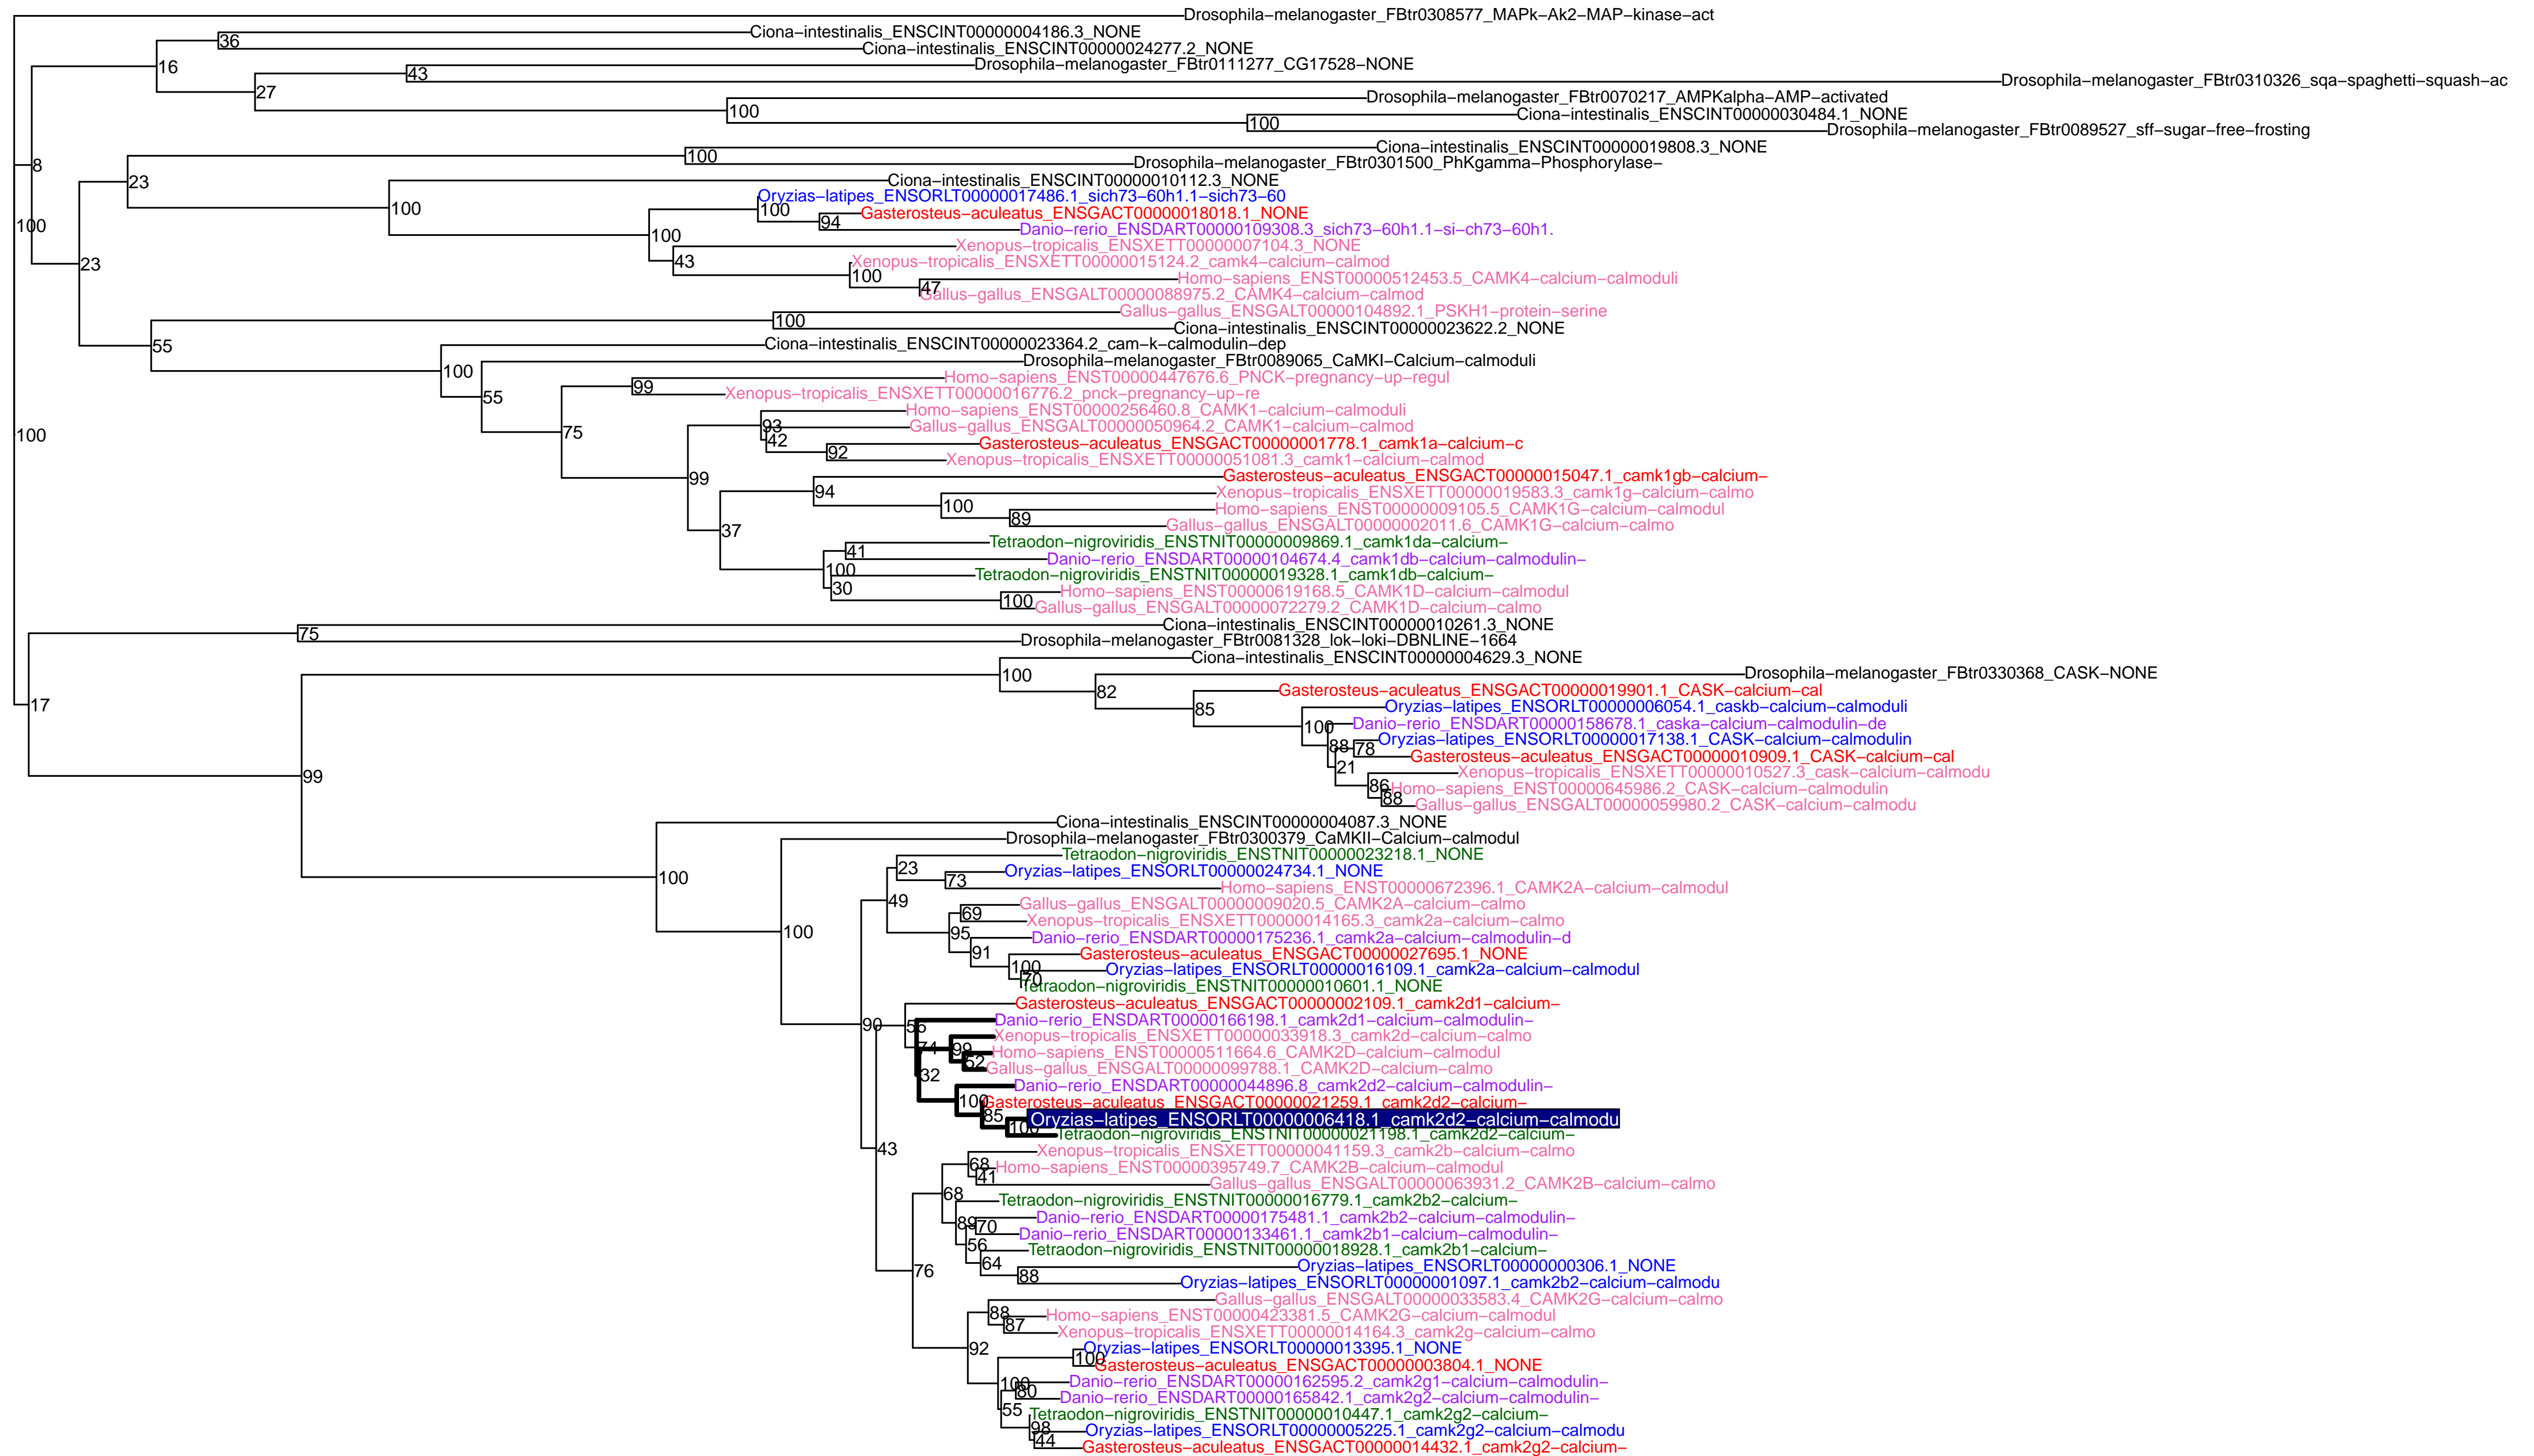 Drosophila−melanogaster_FBtr0308577_MAPk−Ak2−MAP−kinase−act
Ciona−intestinalis_ENSCINT00000004186.3_NONE
36
Ciona−intestinalis_ENSCINT00000024277.2_NONE
16
Drosophila−melanogaster_FBtr0111277_CG17528−NONE
43
Drosophila−melanogaster_FBtr0310326_sqa−spaghetti−squash−ac
27
Drosophila−melanogaster_FBtr0070217_AMPKalpha−AMP−activated
100
Ciona−intestinalis_ENSCINT00000030484.1_NONE
100
Drosophila−melanogaster_FBtr0089527_sff−sugar−free−frosting
8
Ciona−intestinalis_ENSCINT00000019808.3_NONE
100
Drosophila−melanogaster_FBtr0301500_PhKgamma−Phosphorylase−
23
Ciona−intestinalis_ENSCINT00000010112.3_NONE
100
Oryzias−latipes_ENSORLT00000017486.1_sich73−60h1.1−sich73−60
100
Gasterosteus−aculeatus_ENSGACT00000018018.1_NONE
94
Danio−rerio_ENSDART00000109308.3_sich73−60h1.1−si−ch73−60h1.
100
100
Xenopus−tropicalis_ENSXETT00000007104.3_NONE
43
Xenopus−tropicalis_ENSXETT00000015124.2_camk4−calcium−calmod
23
100
Homo−sapiens_ENST00000512453.5_CAMK4−calcium−calmoduli
47
Gallus−gallus_ENSGALT00000088975.2_CAMK4−calcium−calmod
Gallus−gallus_ENSGALT00000104892.1_PSKH1−protein−serine
100
Ciona−intestinalis_ENSCINT00000023622.2_NONE
55
Ciona−intestinalis_ENSCINT00000023364.2_cam−k−calmodulin−dep
100
Drosophila−melanogaster_FBtr0089065_CaMKI−Calcium−calmoduli
55
Homo−sapiens_ENST00000447676.6_PNCK−pregnancy−up−regul
99
Xenopus−tropicalis_ENSXETT00000016776.2_pnck−pregnancy−up−re
75
Homo−sapiens_ENST00000256460.8_CAMK1−calcium−calmoduli
93
Gallus−gallus_ENSGALT00000050964.2_CAMK1−calcium−calmod
100
42
Gasterosteus−aculeatus_ENSGACT00000001778.1_camk1a−calcium−c
92
Xenopus−tropicalis_ENSXETT00000051081.3_camk1−calcium−calmod
99
Gasterosteus−aculeatus_ENSGACT00000015047.1_camk1gb−calcium−
94
Xenopus−tropicalis_ENSXETT00000019583.3_camk1g−calcium−calmo
100
Homo−sapiens_ENST00000009105.5_CAMK1G−calcium−calmodul
89
Gallus−gallus_ENSGALT00000002011.6_CAMK1G−calcium−calmo
37
Tetraodon−nigroviridis_ENSTNIT00000009869.1_camk1da−calcium−
41
Danio−rerio_ENSDART00000104674.4_camk1db−calcium−calmodulin−
100
Tetraodon−nigroviridis_ENSTNIT00000019328.1_camk1db−calcium−
30
Homo−sapiens_ENST00000619168.5_CAMK1D−calcium−calmodul
100
Gallus−gallus_ENSGALT00000072279.2_CAMK1D−calcium−calmo
Ciona−intestinalis_ENSCINT00000010261.3_NONE
75
Drosophila−melanogaster_FBtr0081328_lok−loki−DBNLINE−1664
Ciona−intestinalis_ENSCINT00000004629.3_NONE
100
Drosophila−melanogaster_FBtr0330368_CASK−NONE
82
Gasterosteus−aculeatus_ENSGACT00000019901.1_CASK−calcium−cal
17
85
Oryzias−latipes_ENSORLT00000006054.1_caskb−calcium−calmoduli
100
Danio−rerio_ENSDART00000158678.1_caska−calcium−calmodulin−de
88
Oryzias−latipes_ENSORLT00000017138.1_CASK−calcium−calmodulin
78
Gasterosteus−aculeatus_ENSGACT00000010909.1_CASK−calcium−cal
21
Xenopus−tropicalis_ENSXETT00000010527.3_cask−calcium−calmodu
99
86
Homo−sapiens_ENST00000645986.2_CASK−calcium−calmodulin
88
Gallus−gallus_ENSGALT00000059980.2_CASK−calcium−calmodu
Ciona−intestinalis_ENSCINT00000004087.3_NONE
Drosophila−melanogaster_FBtr0300379_CaMKII−Calcium−calmodul
Tetraodon−nigroviridis_ENSTNIT00000023218.1_NONE
23
Oryzias−latipes_ENSORLT00000024734.1_NONE
100
73
Homo−sapiens_ENST00000672396.1_CAMK2A−calcium−calmodul
49
Gallus−gallus_ENSGALT00000009020.5_CAMK2A−calcium−calmo
69
Xenopus−tropicalis_ENSXETT00000014165.3_camk2a−calcium−calmo
100
95
Danio−rerio_ENSDART00000175236.1_camk2a−calcium−calmodulin−d
91
Gasterosteus−aculeatus_ENSGACT00000027695.1_NONE
100
Oryzias−latipes_ENSORLT00000016109.1_camk2a−calcium−calmodul
70
Tetraodon−nigroviridis_ENSTNIT00000010601.1_NONE
Gasterosteus−aculeatus_ENSGACT00000002109.1_camk2d1−calcium−
90
56
Danio−rerio_ENSDART00000166198.1_camk2d1−calcium−calmodulin−
Xenopus−tropicalis_ENSXETT00000033918.3_camk2d−calcium−calmo
74
99
Homo−sapiens_ENST00000511664.6_CAMK2D−calcium−calmodul
52
Gallus−gallus_ENSGALT00000099788.1_CAMK2D−calcium−calmo
32
Danio−rerio_ENSDART00000044896.8_camk2d2−calcium−calmodulin−
100
Gasterosteus−aculeatus_ENSGACT00000021259.1_camk2d2−calcium−
85
Oryzias−latipes_ENSORLT00000006418.1_camk2d2−calcium−calmodu
100
Tetraodon−nigroviridis_ENSTNIT00000021198.1_camk2d2−calcium−
43
Xenopus−tropicalis_ENSXETT00000041159.3_camk2b−calcium−calmo
68
Homo−sapiens_ENST00000395749.7_CAMK2B−calcium−calmodul
41
Gallus−gallus_ENSGALT00000063931.2_CAMK2B−calcium−calmo
68
Tetraodon−nigroviridis_ENSTNIT00000016779.1_camk2b2−calcium−
89
Danio−rerio_ENSDART00000175481.1_camk2b2−calcium−calmodulin−
70
Danio−rerio_ENSDART00000133461.1_camk2b1−calcium−calmodulin−
56
Tetraodon−nigroviridis_ENSTNIT00000018928.1_camk2b1−calcium−
64
Oryzias−latipes_ENSORLT00000000306.1_NONE
76
88
Oryzias−latipes_ENSORLT00000001097.1_camk2b2−calcium−calmodu
Gallus−gallus_ENSGALT00000033583.4_CAMK2G−calcium−calmo
88
Homo−sapiens_ENST00000423381.5_CAMK2G−calcium−calmodul
87
Xenopus−tropicalis_ENSXETT00000014164.3_camk2g−calcium−calmo
92
Oryzias−latipes_ENSORLT00000013395.1_NONE
100
Gasterosteus−aculeatus_ENSGACT00000003804.1_NONE
100
Danio−rerio_ENSDART00000162595.2_camk2g1−calcium−calmodulin−
80
Danio−rerio_ENSDART00000165842.1_camk2g2−calcium−calmodulin−
55
Tetraodon−nigroviridis_ENSTNIT00000010447.1_camk2g2−calcium−
98
Oryzias−latipes_ENSORLT00000005225.1_camk2g2−calcium−calmodu
44
Gasterosteus−aculeatus_ENSGACT00000014432.1_camk2g2−calcium−